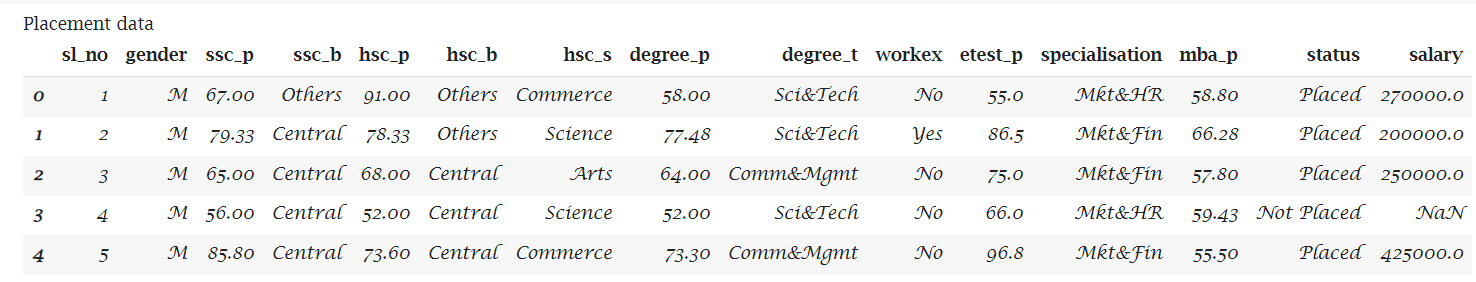 Placement data
sl_no gender ssc_p ssc_b hsc_p hsc_b hsc_s degree_p degree_t workex etest_p specialisation mba_p status salary
0 1 M 67.00 Others 91.00 Others Commerce 58.00 Sci&Tech No 55.0 Mkt&HR 58.80 Placed 270000.0
1 2 M 79.33 Central 78.33 Others Science 77.48 Sci&Tech Yes 86.5 Mkt&Fin 66.28 Placed 200000.0
2 3 M 65.00 Central 68.00 Central Arts 64.00 Comm&Mgmt No 75.0 Mkt&Fin 57.80 Placed 250000.0
3 4 M 56.00 Central 52.00 Central Science 52.00 Sci&Tech No 66.0 Mkt&HR 59.43 Not Placed NaN
4 5 M 85.80 Central 73.60 Central Commerce 73.30 Comm&Mgmt No 96.8 Mkt&Fin 55.50 Placed 425000.0